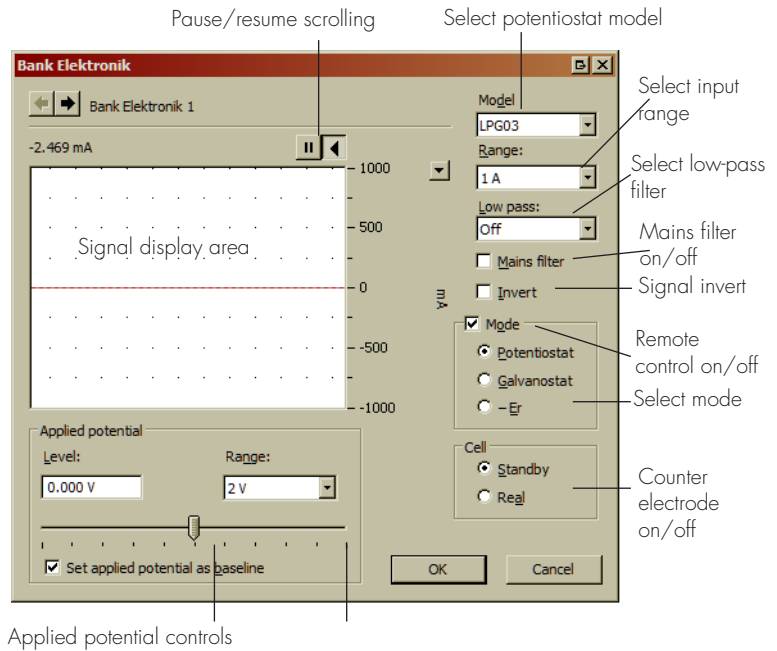 Pause/resume scrolling
Select potentiostat model
Bank Elektronik
Bank Elektronik 1
Model
LPG03
Select input
range
-2.469 mA
Range:
1 A
Select low-pass
filter
Low pass:
Off
1000
500
0
-500
-1000
mA
Signal display area
Mains filter
Mains filter
on/off
Invert
Signal invert
Mode
Remote
control on/off
Potentiostat
Galvanostat
– Er
Select mode
Applied potential
Level:
Range:
0.000 V
2 V
Set applied potential as baseline
Cell
Standby
Real
Counter
electrode
on/off
OK
Cancel
Applied potential controls